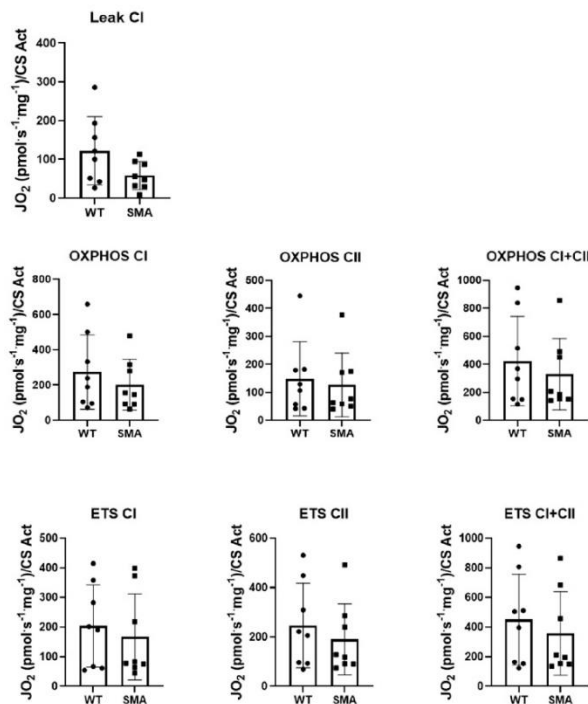 Leak CI
JO₂ (pmol·s⁻¹·mg⁻¹)/CS Act
400
300
200
100
0
WT SMA
OXPHOS CI
JO₂ (pmol·s⁻¹·mg⁻¹)/CS Act
800
600
400
200
0
WT SMA
OXPHOS CII
JO₂ (pmol·s⁻¹·mg⁻¹)/CS Act
500
400
300
200
100
0
WT SMA
OXPHOS CI+CII
JO₂ (pmol·s⁻¹·mg⁻¹)/CS Act
1000
800
600
400
200
0
WT SMA
ETS CI
JO₂ (pmol·s⁻¹·mg⁻¹)/CS Act
500
400
300
200
100
0
WT SMA
ETS CII
JO₂ (pmol·s⁻¹·mg⁻¹)/CS Act
600
400
200
0
WT SMA
ETS CI+CII
JO₂ (pmol·s⁻¹·mg⁻¹)/CS Act
1000
800
600
400
200
0
WT SMA